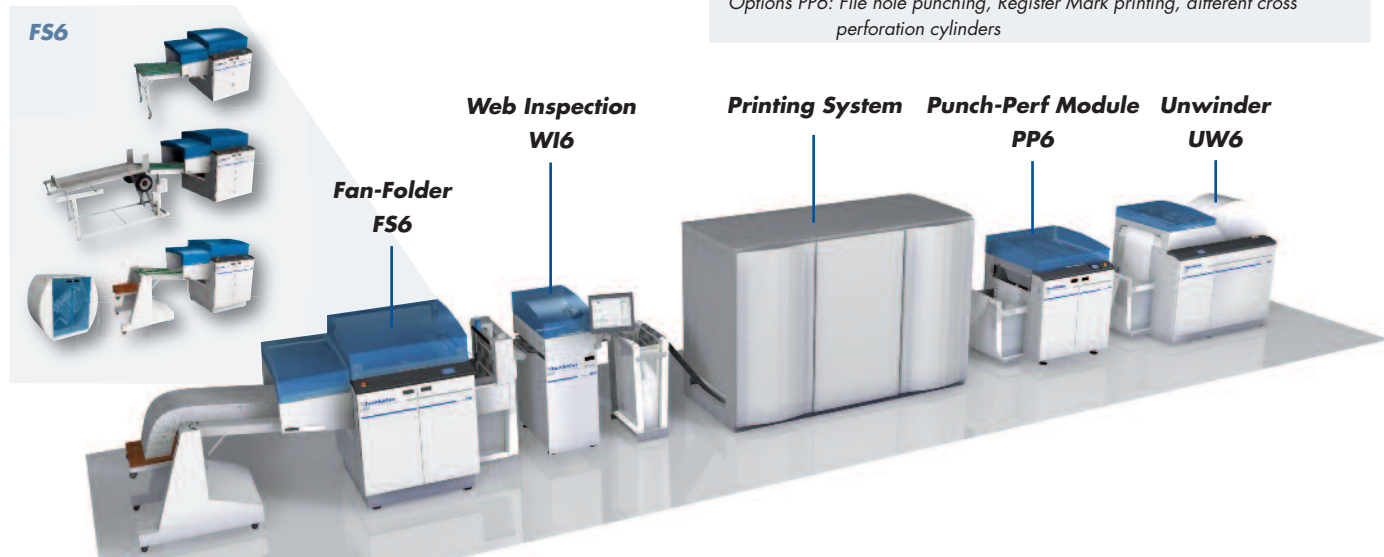 Options PP6: File hole punching, Register Mark printing, different cross
perforation cylinders
FS6
Web Inspection
WI6
Printing System
Punch-Perf Module
PP6
Unwinder
UW6
Fan-Folder
FS6